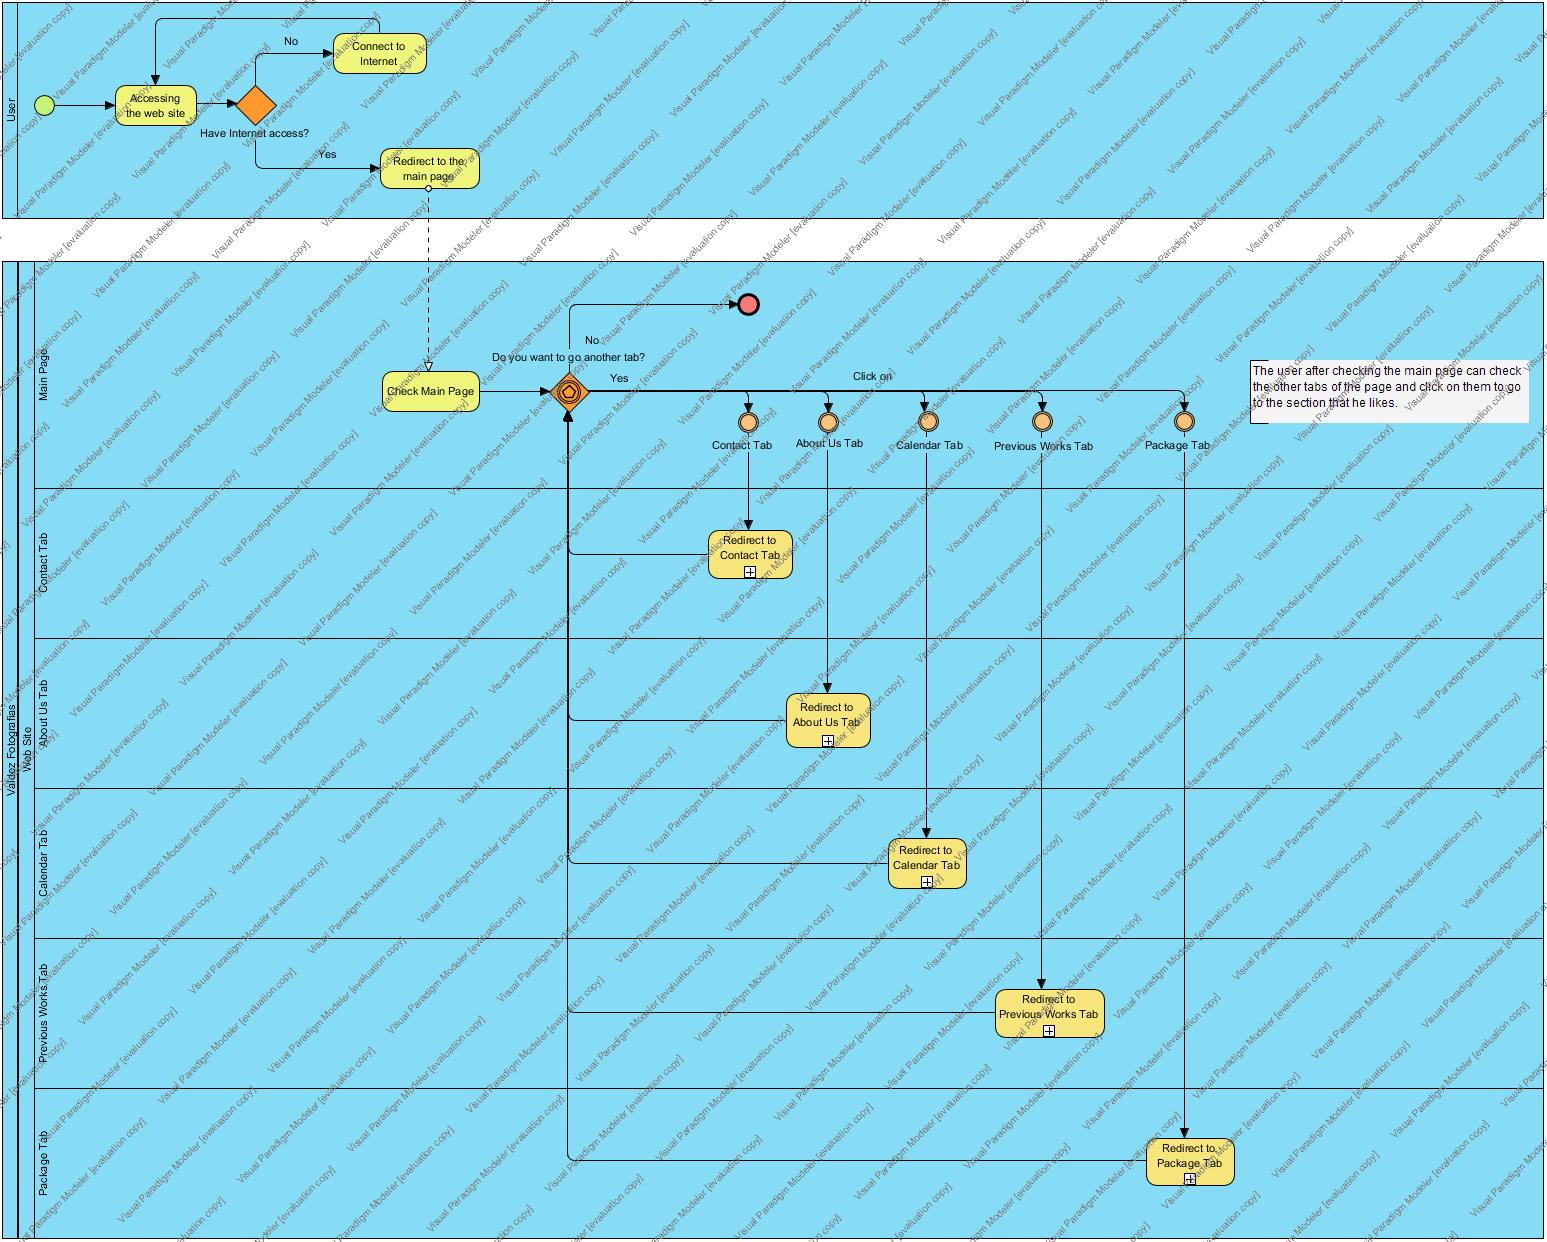 User
Accessing
the web site
No
Connect to
Internet
Have Internet access?
Yes
Redirect to the
main page
Valdez Fotografias
Web Site
Main Page
Check Main Page
No
Do you want to go another tab?
Yes
Click on
Contact Tab
About Us Tab
Calendar Tab
Previous Works Tab
Package Tab
The user after checking the main page can check
the other tabs of the page and click on them to go
to the section that he likes.
Contact Tab
Redirect to
Contact Tab
About Us Tab
Redirect to
About Us Tab
Calendar Tab
Redirect to
Calendar Tab
Previous Works Tab
Redirect to
Previous Works Tab
Package Tab
Redirect to
Package Tab
Visual Paradigm Modeler [evaluation copy]